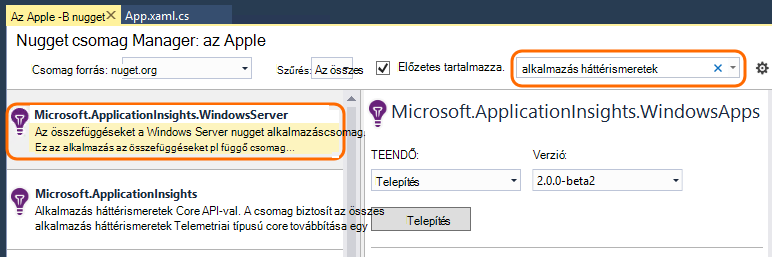 Az Apple -B nugget App.xaml.cs
Nugget csomag Manager: az Apple
Csomag forrás: nuget.org Szűrés: Az összes Előzetes tartalmazza. alkalmazás háttérismeretek
Microsoft.ApplicationInsights.WindowsServer
Az összefüggéseket a Windows Server nugget alkalmazáscsomag.
Ez az alkalmazás az összefüggéseket pl függő csomag...
Microsoft.ApplicationInsights
Alkalmazás háttérismeretek Core API-val. A csomag biztosít az összes
alkalmazás háttérismeretek Telemetriai típusú core továbbítása egy
Microsoft.ApplicationInsights.WindowsApps
TEENDŐ: Verzió:
Telepítés 2.0.0-beta2
Telepítés